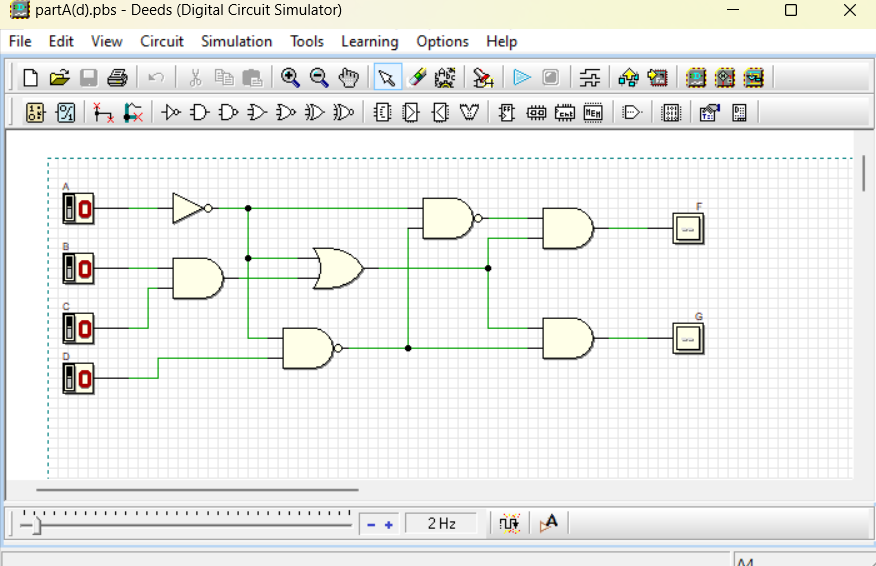 partA(d).pbs - Deeds (Digital Circuit Simulator)
File Edit View Circuit Simulation Tools Learning Options Help
A
0
F
B
0
C
0
G
D
0
2 Hz
A